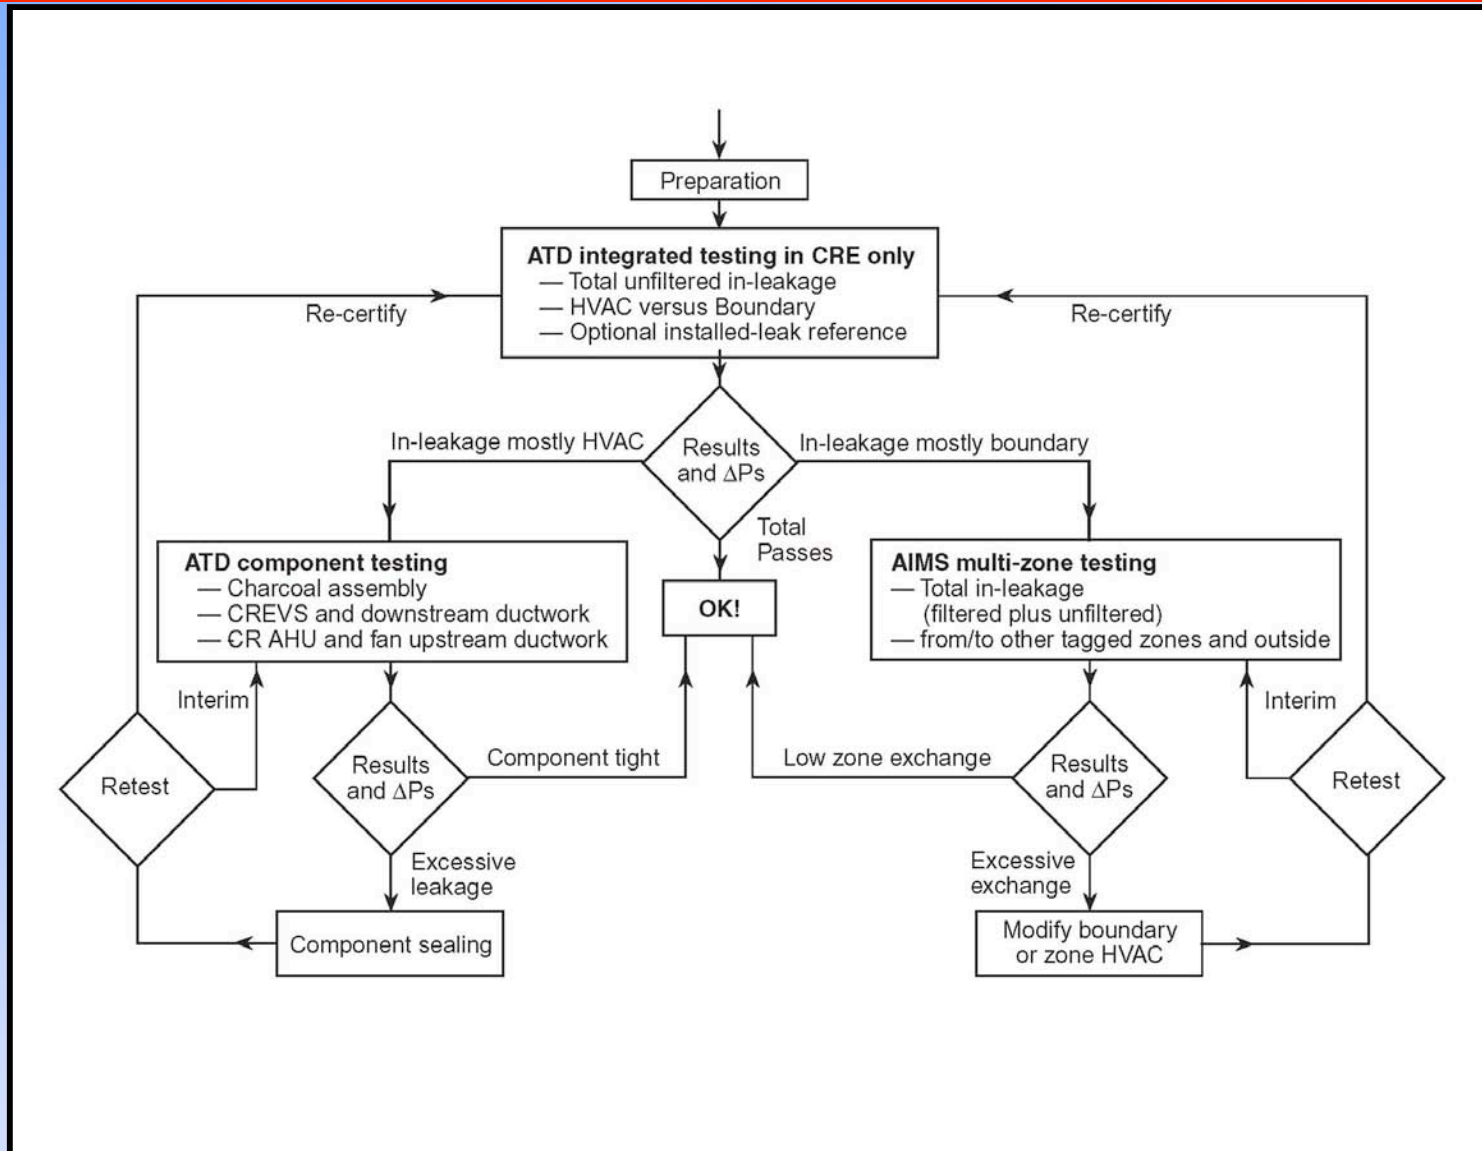 Preparation
ATD integrated testing in CRE only
— Total unfiltered in-leakage
— HVAC versus Boundary
— Optional installed-leak reference
Re-certify
Re-certify
In-leakage mostly HVAC
Results
and ΔPs
In-leakage mostly boundary
Total
Passes
ATD component testing
— Charcoal assembly
— CREVS and downstream ductwork
— CR AHU and fan upstream ductwork
OK!
AIMS multi-zone testing
— Total in-leakage
(filtered plus unfiltered)
— from/to other tagged zones and outside
Interim
Interim
Retest
Results
and ΔPs
Component tight
Low zone exchange
Results
and ΔPs
Retest
Excessive
leakage
Excessive
exchange
Component sealing
Modify boundary
or zone HVAC